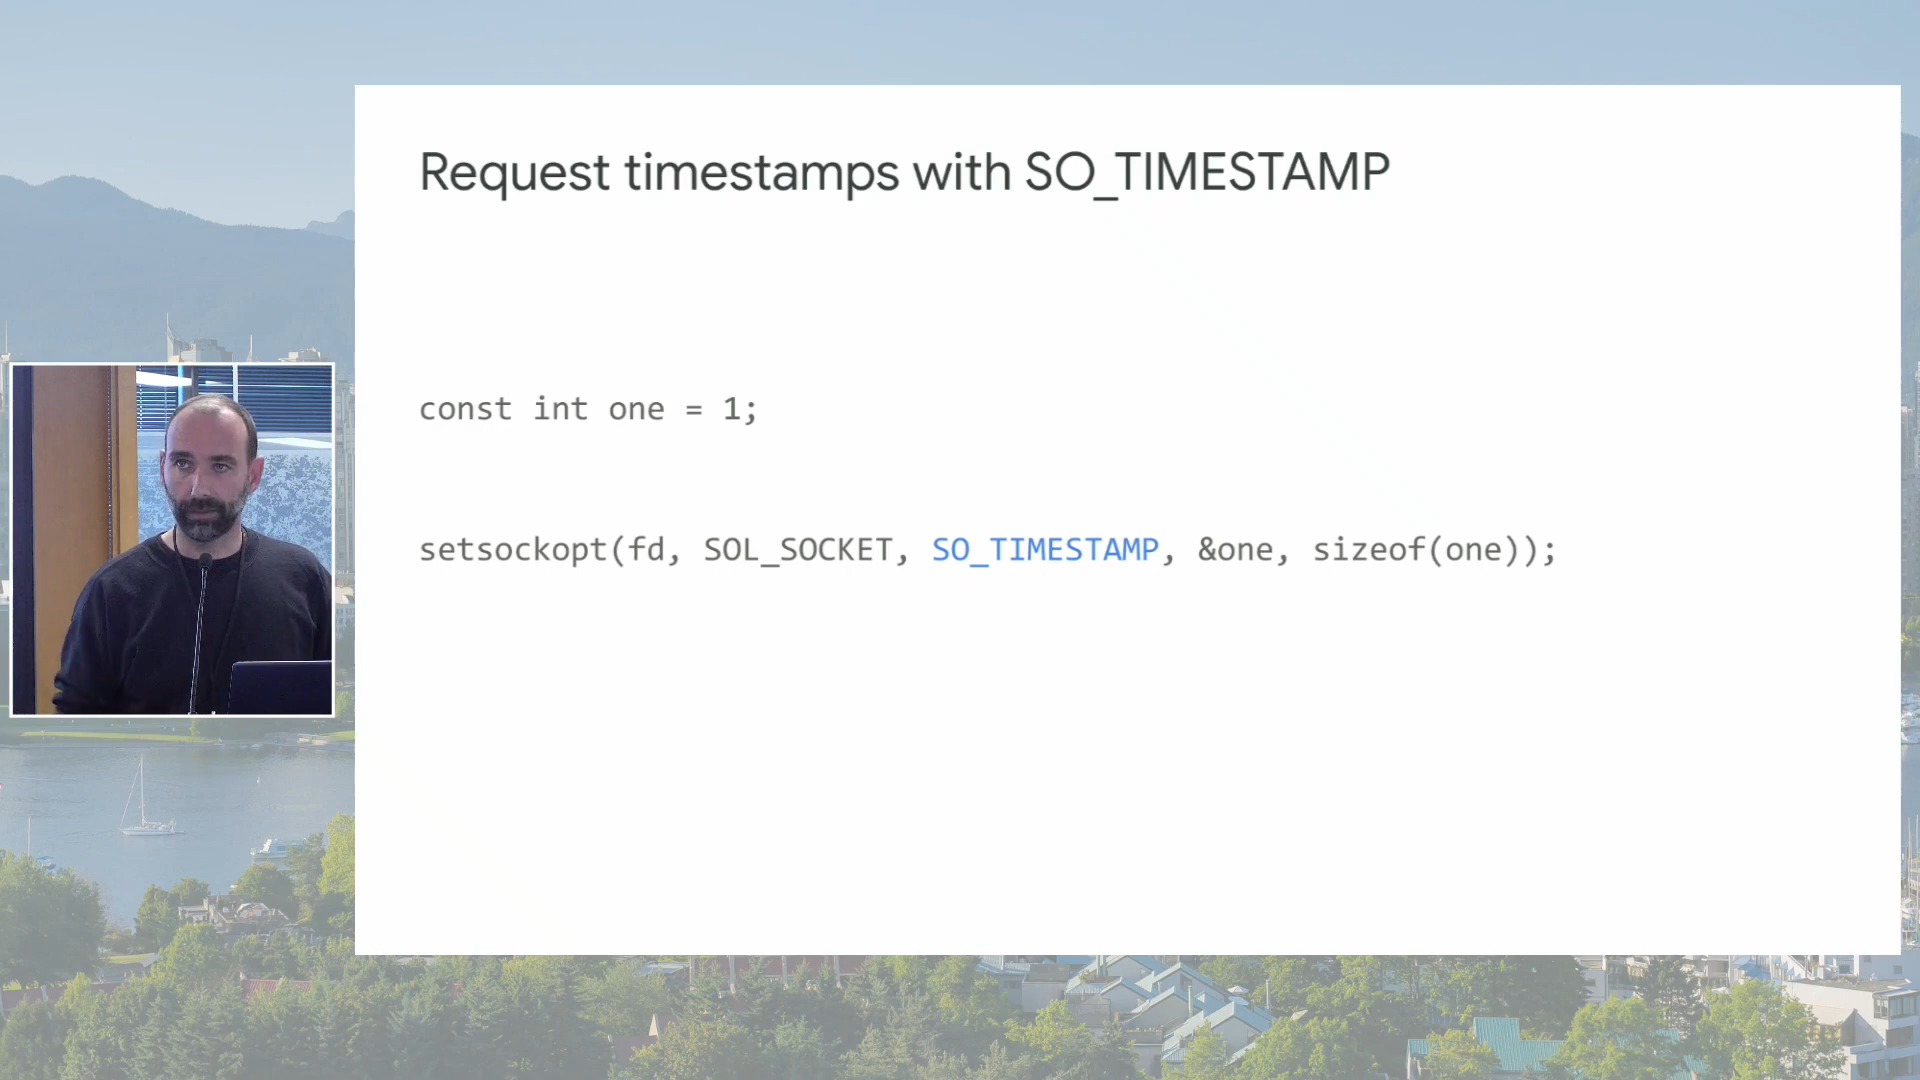 Request timestamps with SO_TIMESTAMP
const int one = 1;
setsockopt(fd, SOL_SOCKET, SO_TIMESTAMP, &one, sizeof(one));